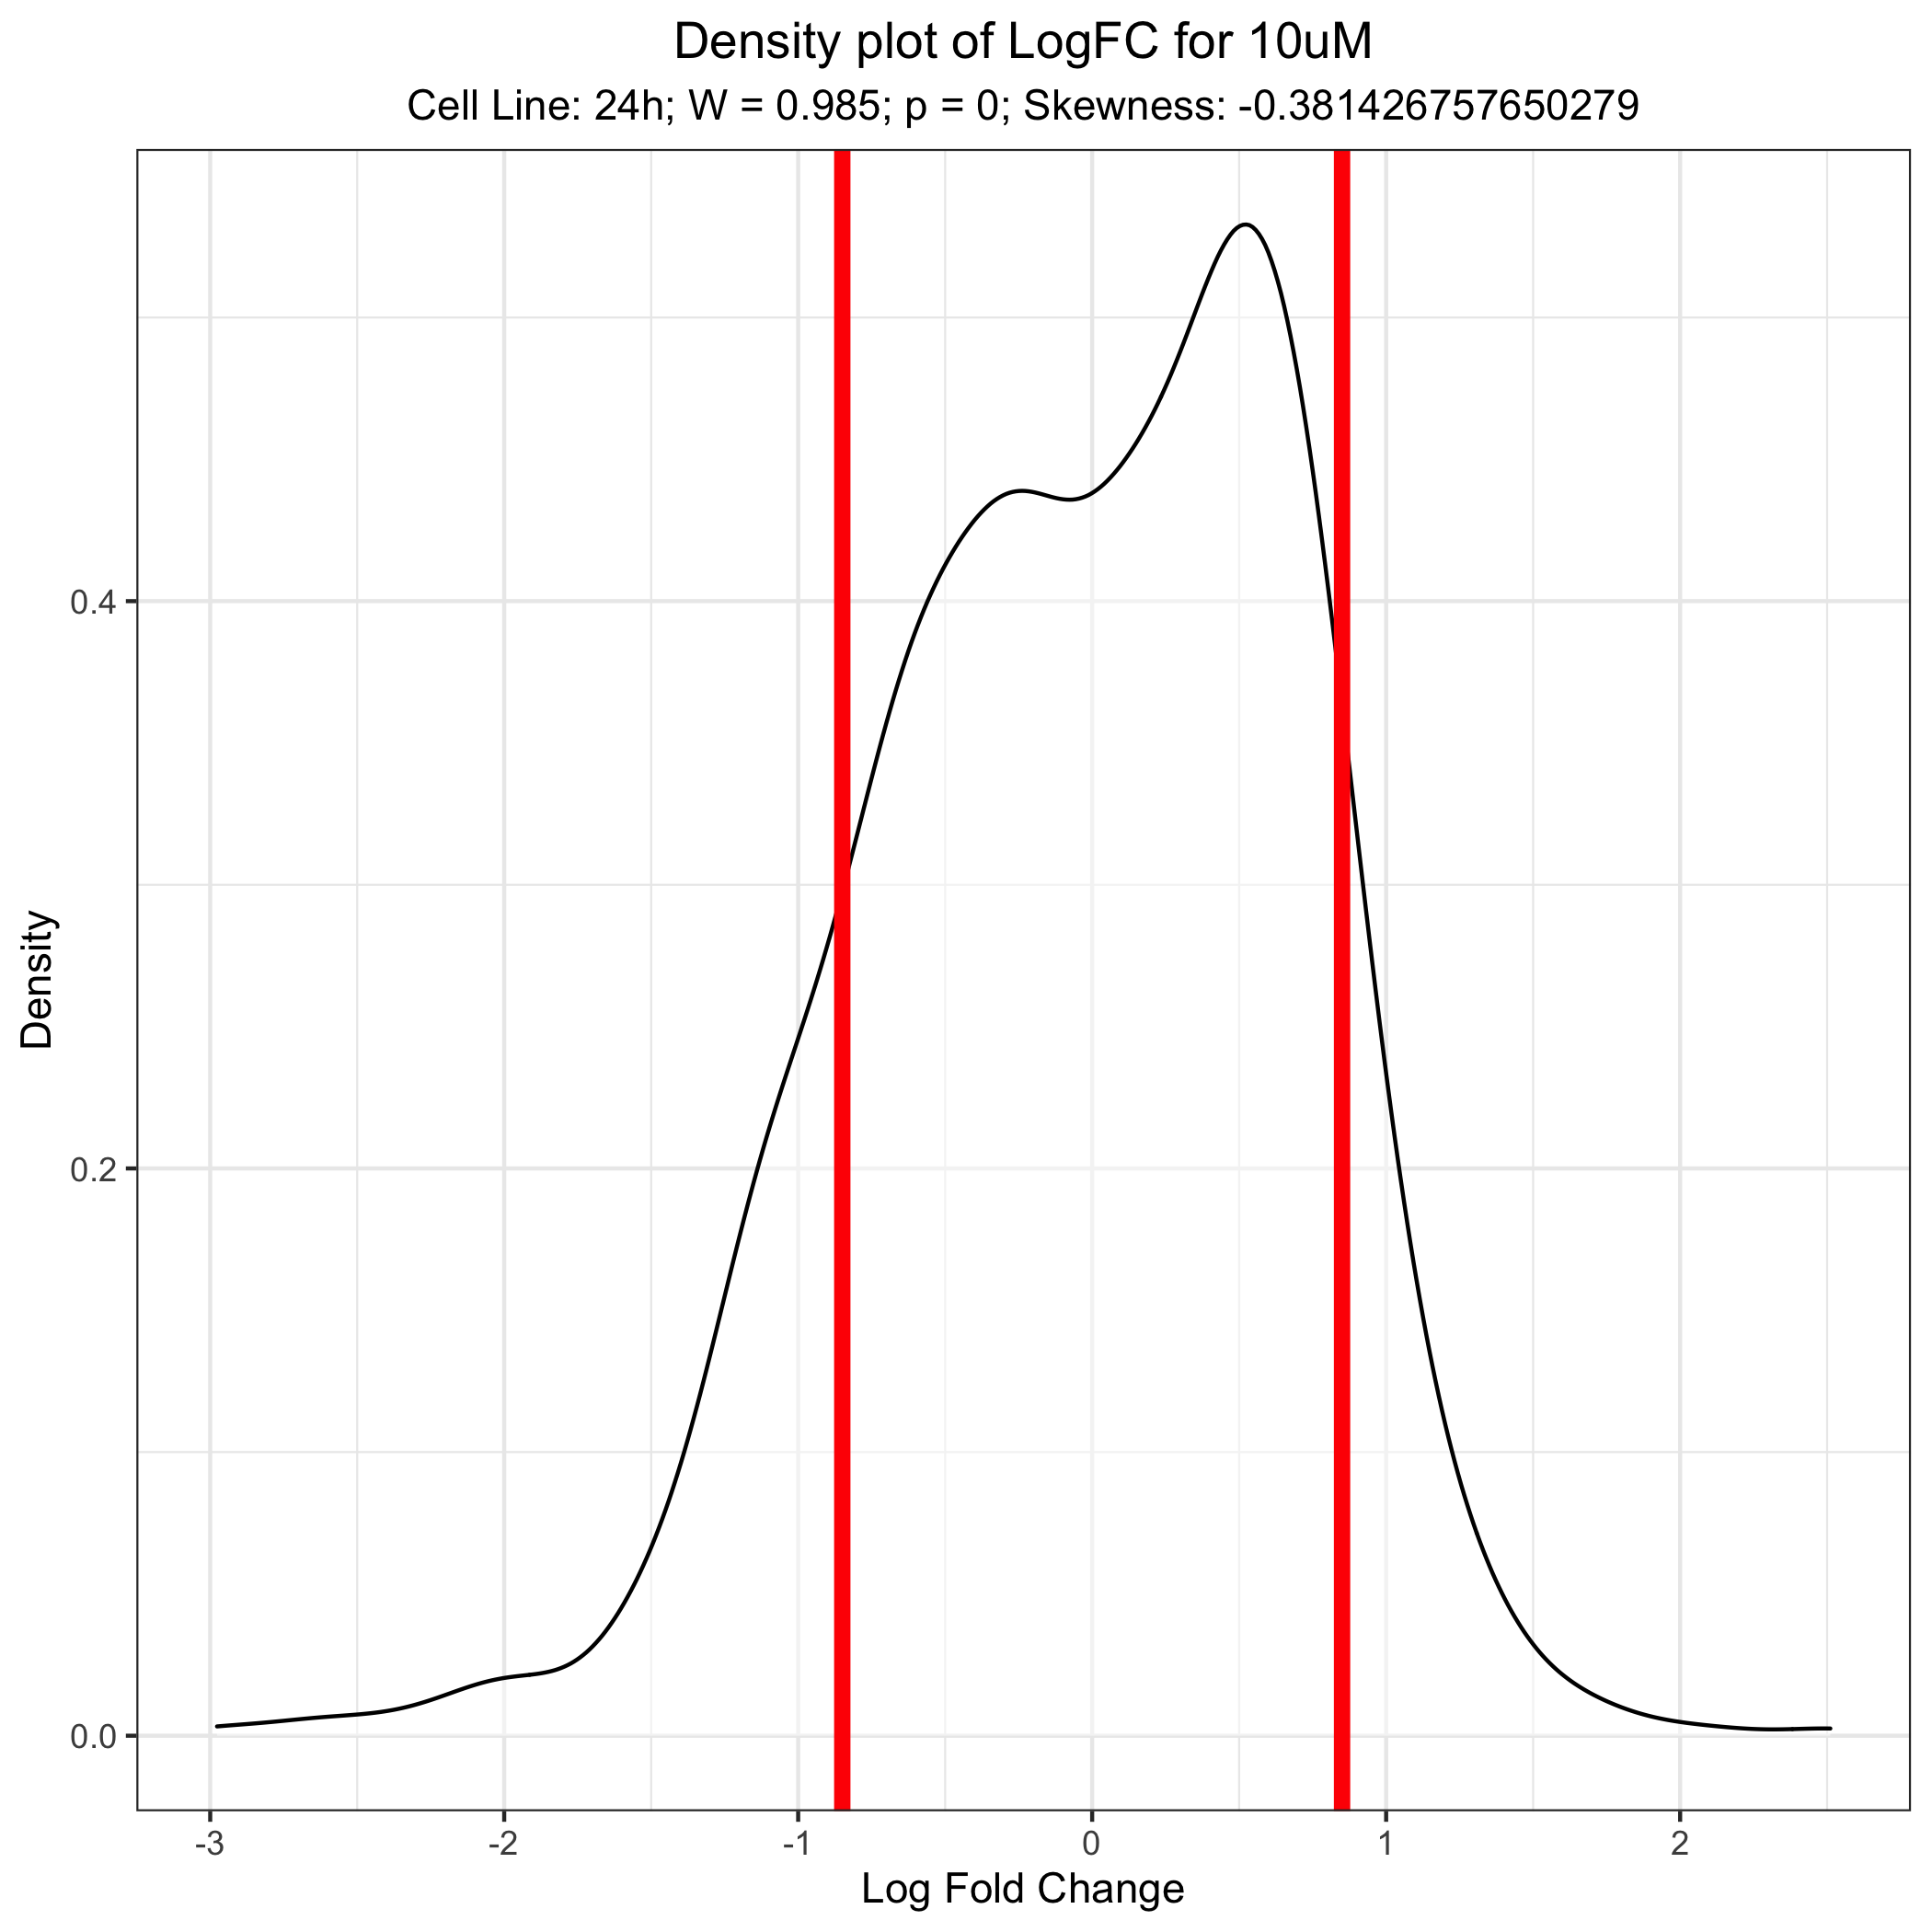 Density plot of LogFC for 10uM
Cell Line: 24h; W = 0.985; p = 0; Skewness: -0.381426757650279
Density
0.4
0.2
0.0
-3 -2 -1 0 1 2
Log Fold Change